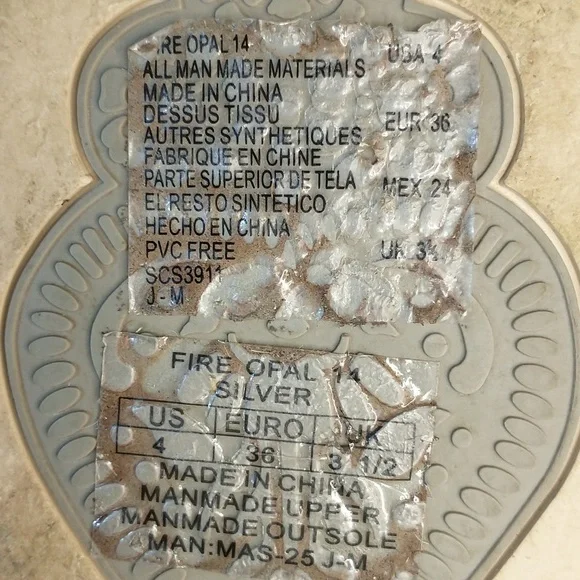 FIRE OPAL 14 USA 4
ALL MAN MADE MATERIALS
MADE IN CHINA
DESSUS TISSU EUR 36
AUTRES SYNTHETIQUES
FABRIQUE EN CHINE
PARTE SUPERIOR DE TELA MEX 24
EL RESTO SINTETICO
HECHO EN CHINA
PVC FREE UK 3½
SCS3911
J-M
FIRE OPAL 14
SILVER
US EURO UK
4 36 3 1/2
MADE IN CHINA
MANMADE UPPER
MANMADE OUTSOLE
MAN:MAS-25 J-M